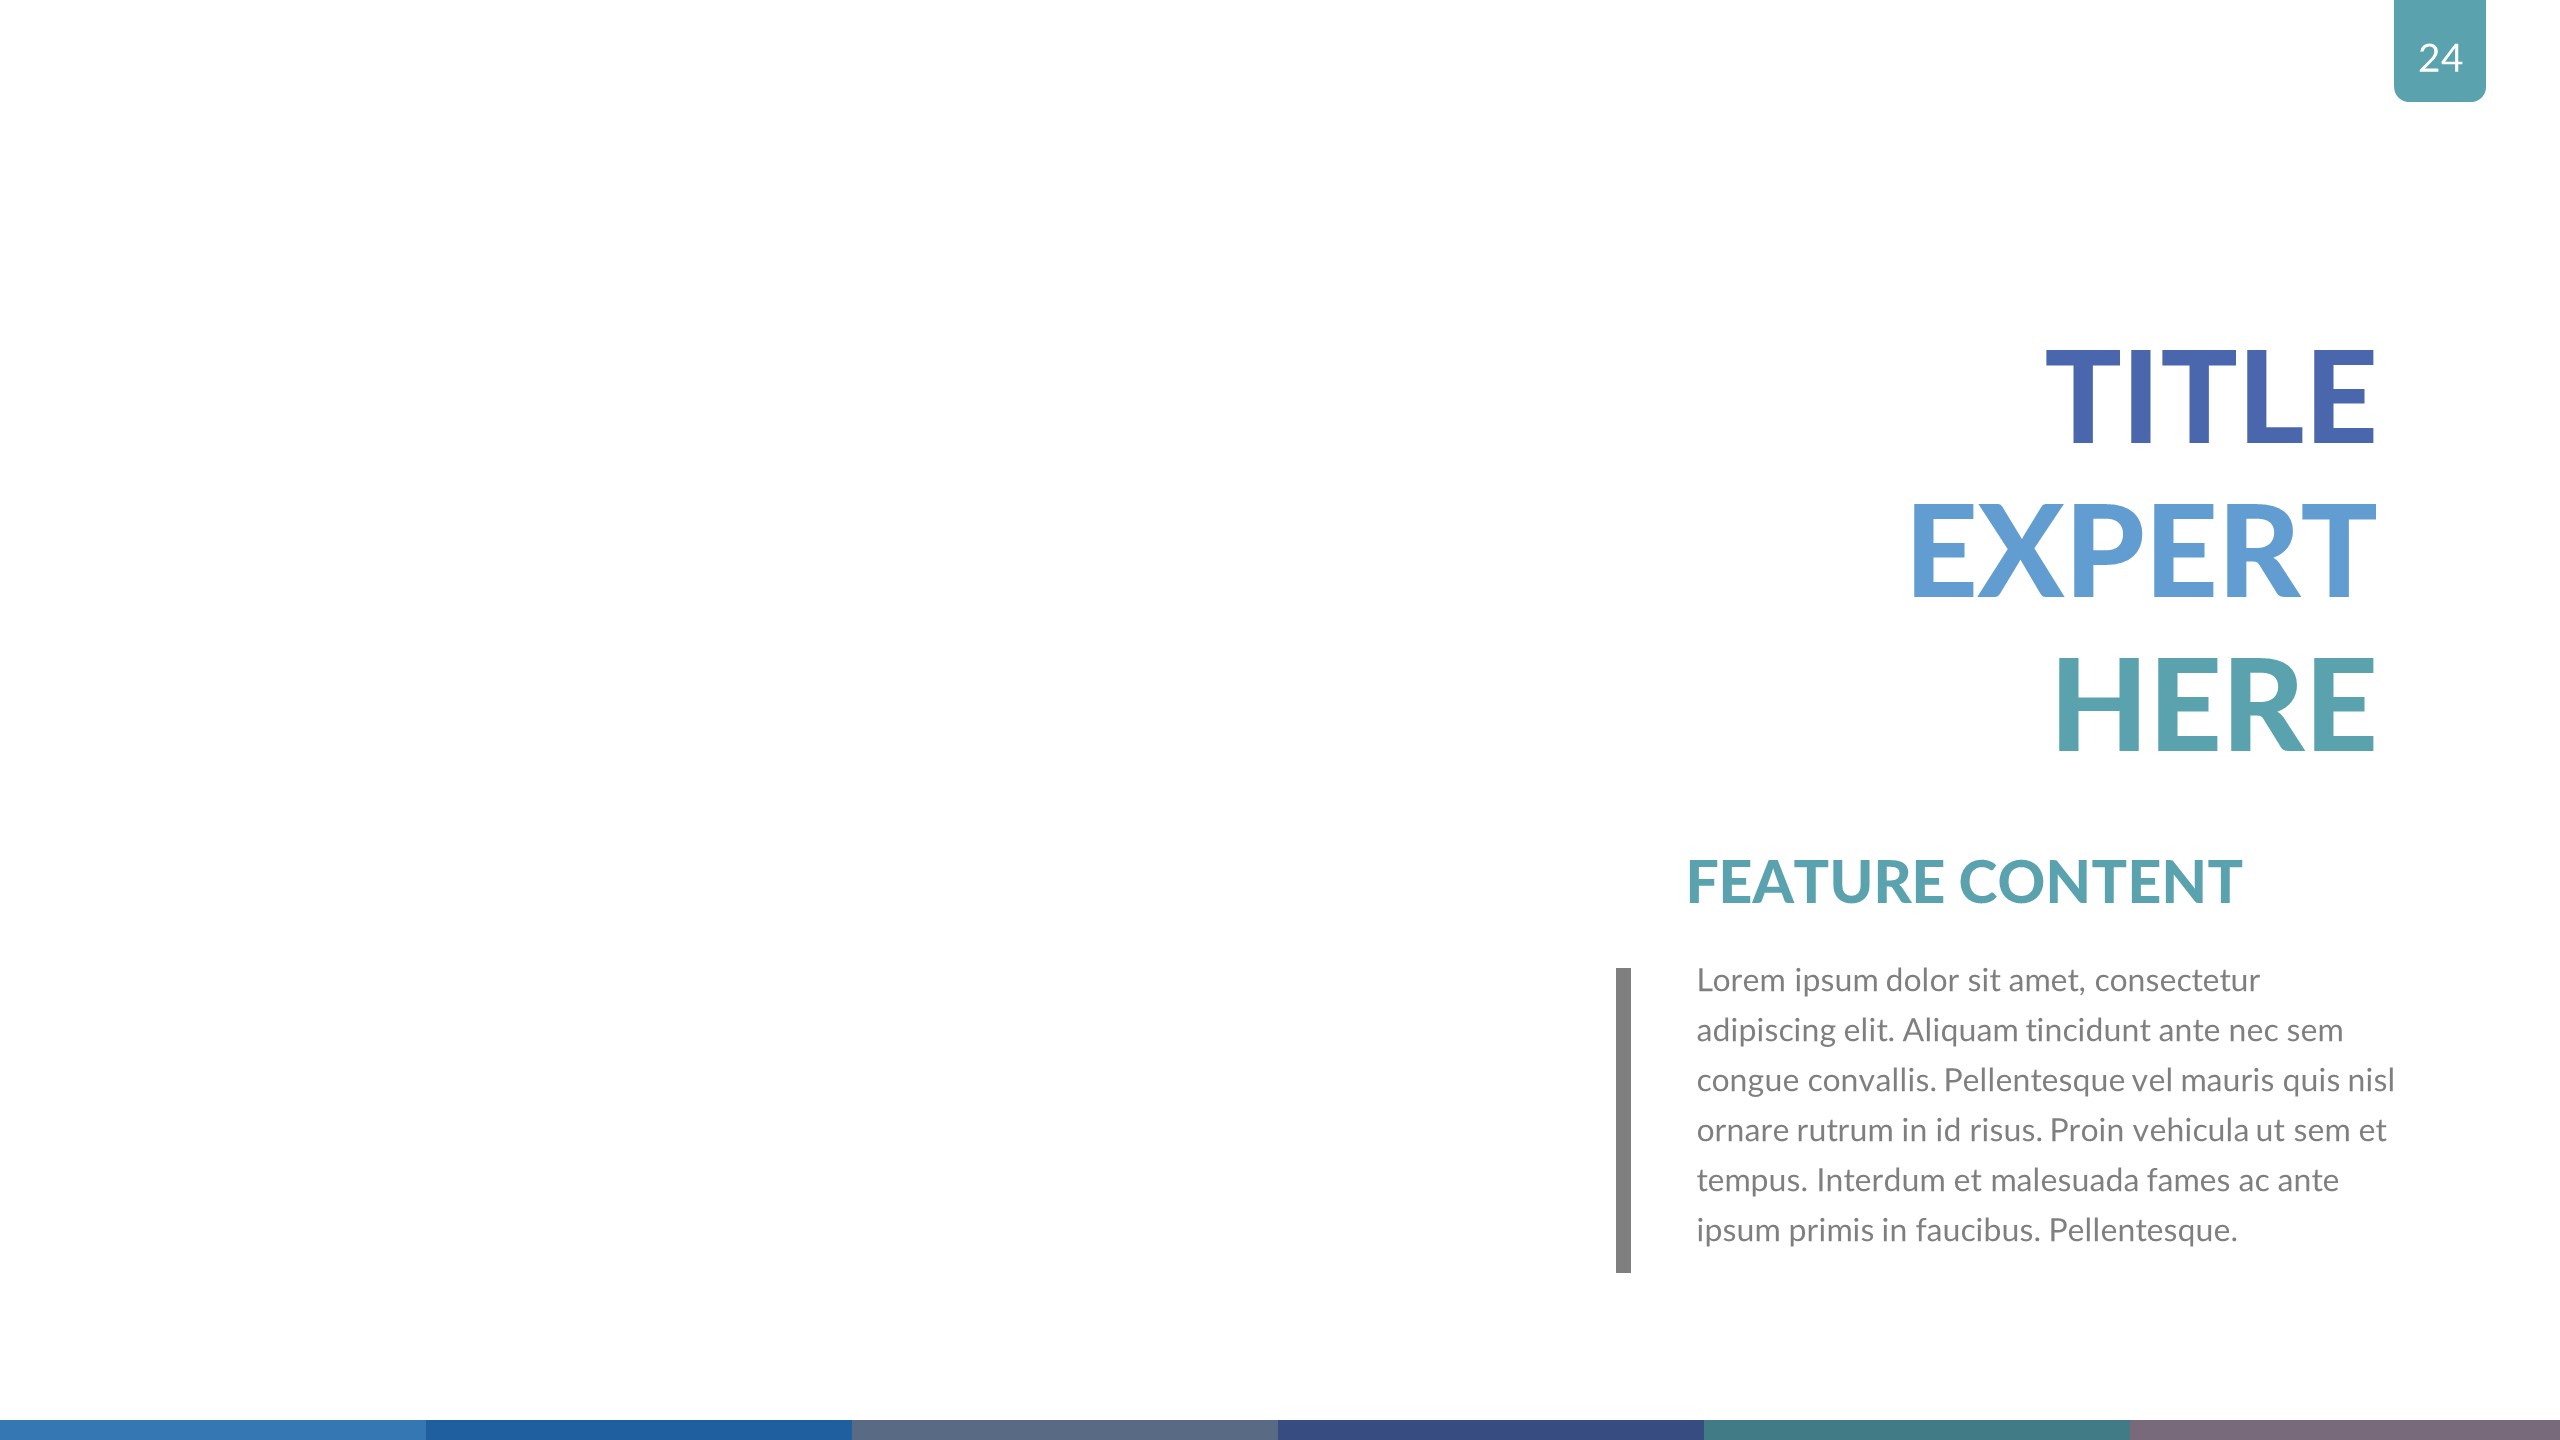 24
TITLE
EXPERT
HERE
FEATURE CONTENT
Lorem ipsum dolor sit amet, consectetur
adipiscing elit. Aliquam tincidunt ante nec sem
congue convallis. Pellentesque vel mauris quis nisl
ornare rutrum in id risus. Proin vehicula ut sem et
tempus. Interdum et malesuada fames ac ante
ipsum primis in faucibus. Pellentesque.